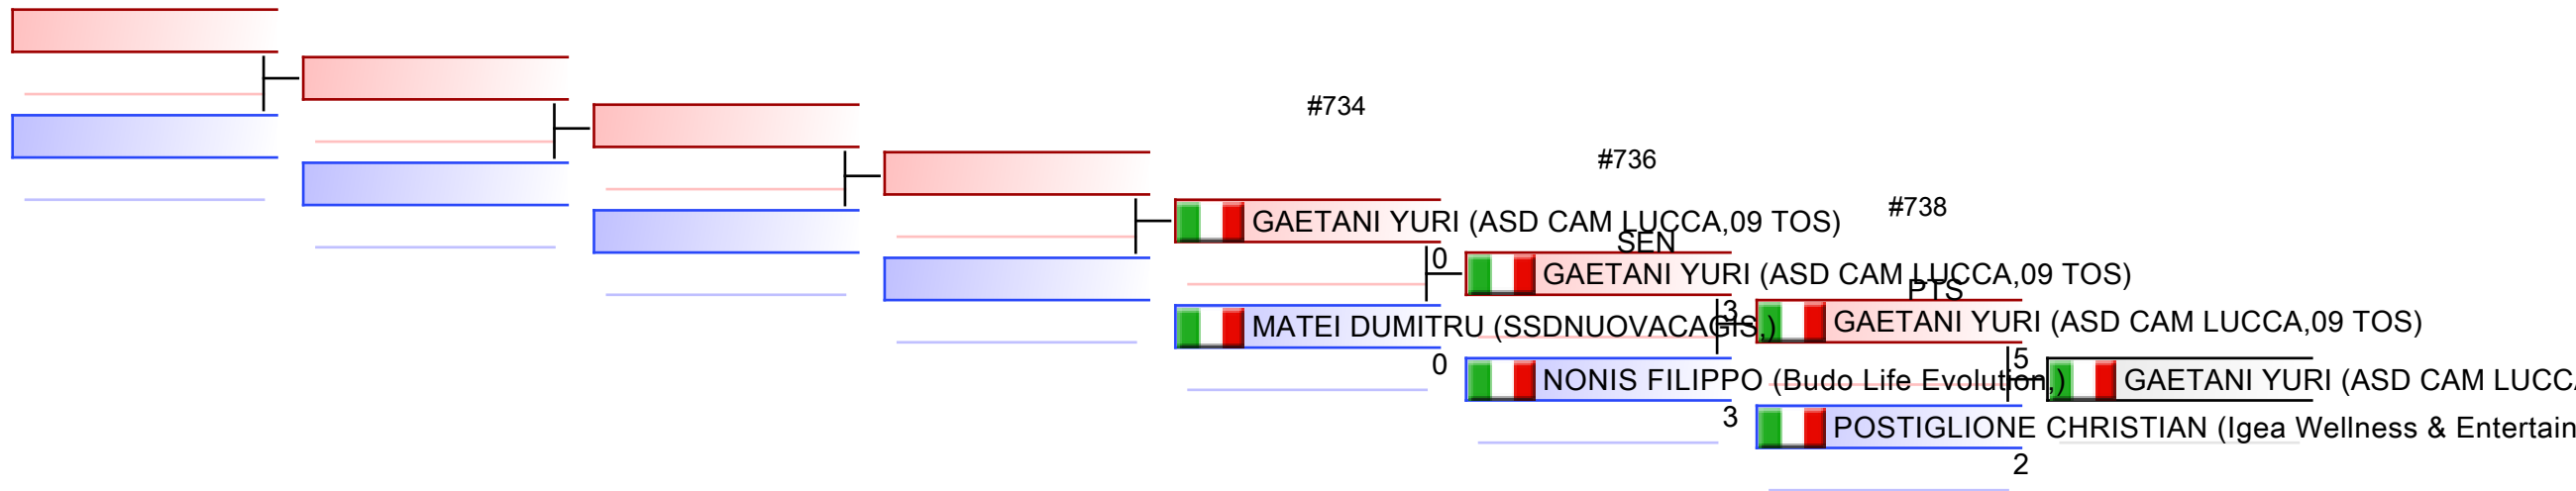 #734
#736
#738
GAETANI YURI (ASD CAM LUCCA,09 TOS)
SEN
0
GAETANI YURI (ASD CAM LUCCA,09 TOS)
PTS
3
MATEI DUMITRU (SSDNUOVACAGIS,)
GAETANI YURI (ASD CAM LUCCA,09 TOS)
0
5
NONIS FILIPPO (Budo Life Evolution,)
GAETANI YURI (ASD CAM LUCCA
3
POSTIGLIONE CHRISTIAN (Igea Wellness & Entertain
2